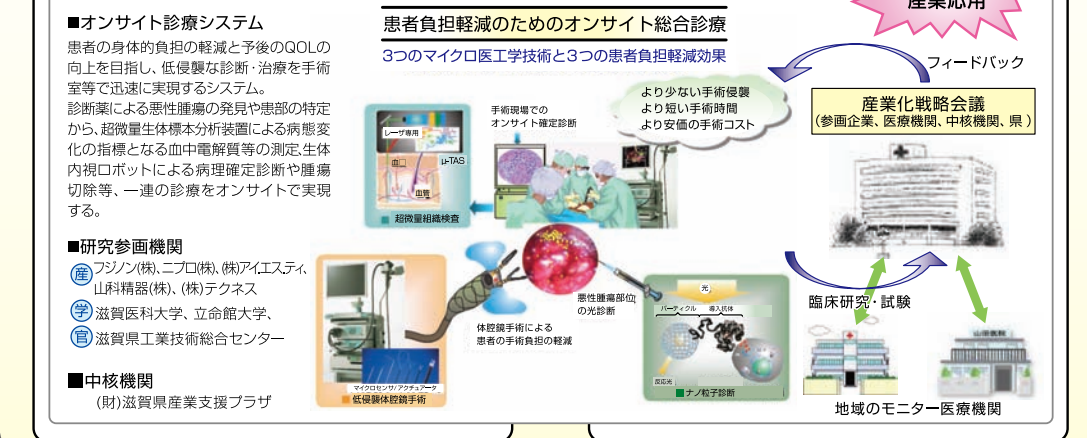 ■オンサイト診療システム
患者の身体的負担の軽減と予後のQOLの
向上を目指し、低侵襲な診断・治療を手術
室等で迅速に実現するシステム。
診断薬による悪性腫瘍の発見や患部の特定
から、超微量生体標本分析装置による病態変
化の指標となる血中電解質等の測定、生体
内視ロボットによる病理確定診断や腫瘍
切除等、一連の診療をオンサイトで実現
する。
■研究参画機関
産 フジノン(株)、ニプロ(株)、(株)アイ.エスティ、
山科精器(株)、(株)テクネス
学 滋賀医科大学、立命館大学、
官 滋賀県工業技術総合センター
■中核機関
(財)滋賀県産業支援プラザ
患者負担軽減のためのオンサイト総合診療
3つのマイクロ医工学技術と3つの患者負担軽減効果
より少ない手術侵襲
より短い手術時間
より安価の手術コスト
レーザ専用
μ-TAS
血管
■超微量組織検査
手術現場での
オンサイト確定診断
体腔鏡手術による
患者の手術負担の軽減
マイクロセンサ/アクチュアータ
■低侵襲体腔鏡手術
悪性腫瘍部位
の光診断
光
パーティクル 導入抗体
反応光
■ナノ粒子診断
産業応用
フィードバック
産業化戦略会議
(参画企業、医療機関、中核機関、県)
臨床研究・試験
山田医院
地域のモニター医療機関